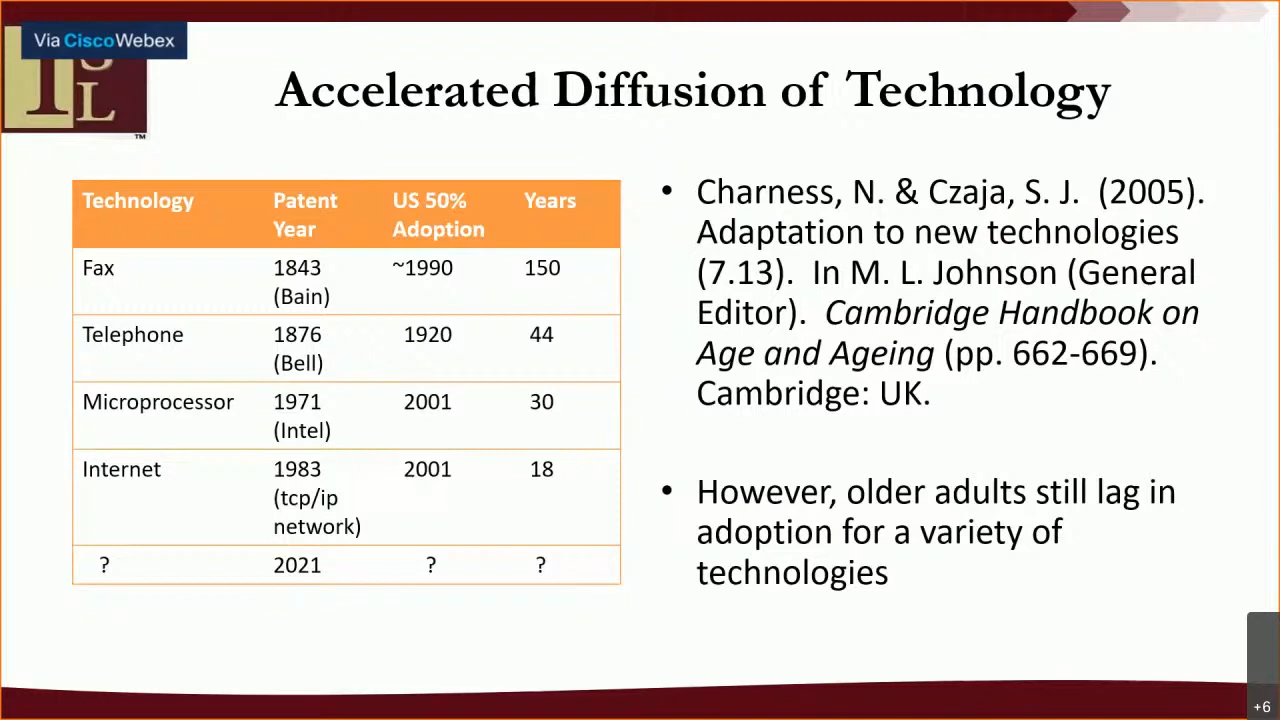 Via CiscoWebex
ISL
TM
Accelerated Diffusion of Technology
Technology Patent Year US 50% Adoption Years
Fax 1843 (Bain) ~1990 150
Telephone 1876 (Bell) 1920 44
Microprocessor 1971 (Intel) 2001 30
Internet 1983 (tcp/ip network) 2001 18
? 2021 ? ?
• Charness, N. & Czaja, S. J. (2005).
Adaptation to new technologies
(7.13). In M. L. Johnson (General
Editor). Cambridge Handbook on
Age and Ageing (pp. 662-669).
Cambridge: UK.
• However, older adults still lag in
adoption for a variety of
technologies
+6